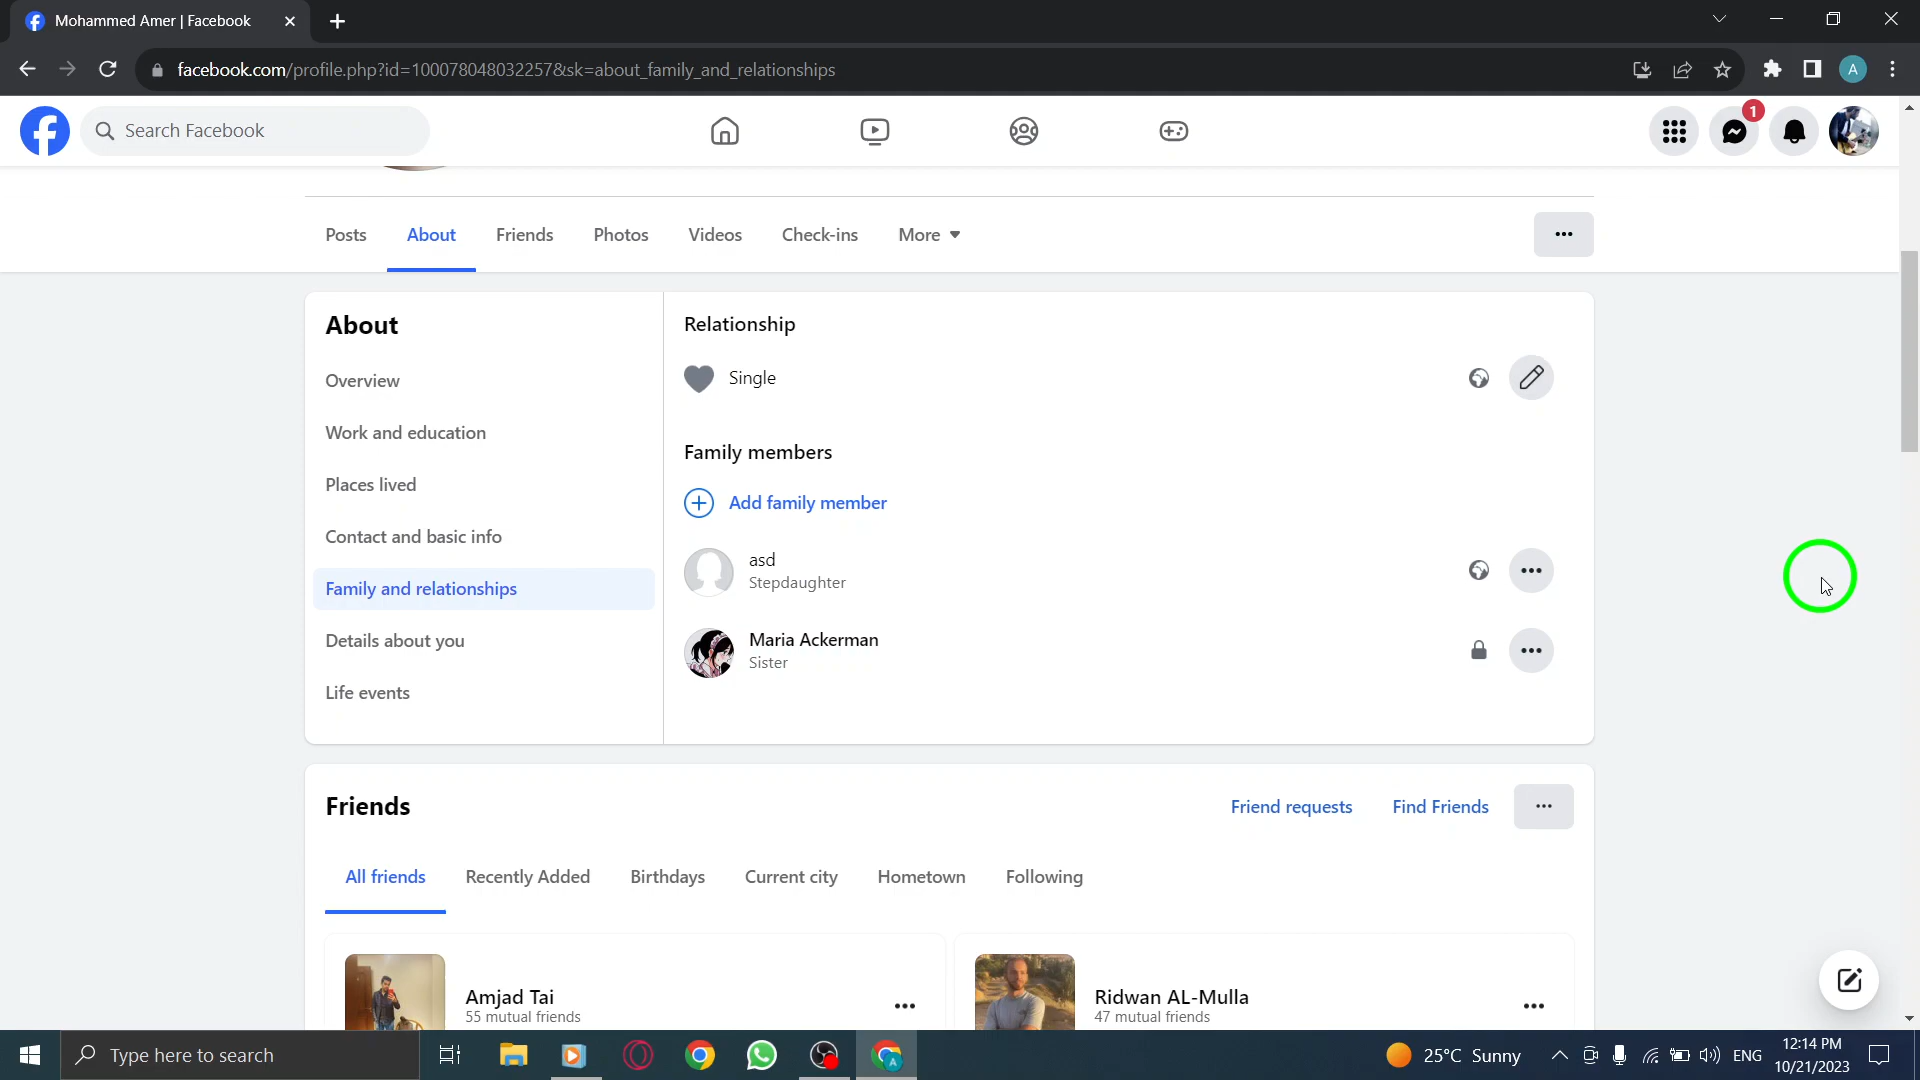 Mohammed Amer | Facebook
facebook.com/profile.php?id=100078048032257&sk=about_family_and_relationships
A
Search Facebook
1
Posts
About
Friends
Photos
Videos
Check-ins
More
About
Overview
Work and education
Places lived
Contact and basic info
Family and relationships
Details about you
Life events
Relationship
Single
Family members
Add family member
asd
Stepdaughter
Maria Ackerman
Sister
Friends
Friend requests
Find Friends
All friends
Recently Added
Birthdays
Current city
Hometown
Following
Amjad Tai
55 mutual friends
Ridwan AL-Mulla
47 mutual friends
Type here to search
A
25°C Sunny
ENG
12:14 PM
10/21/2023